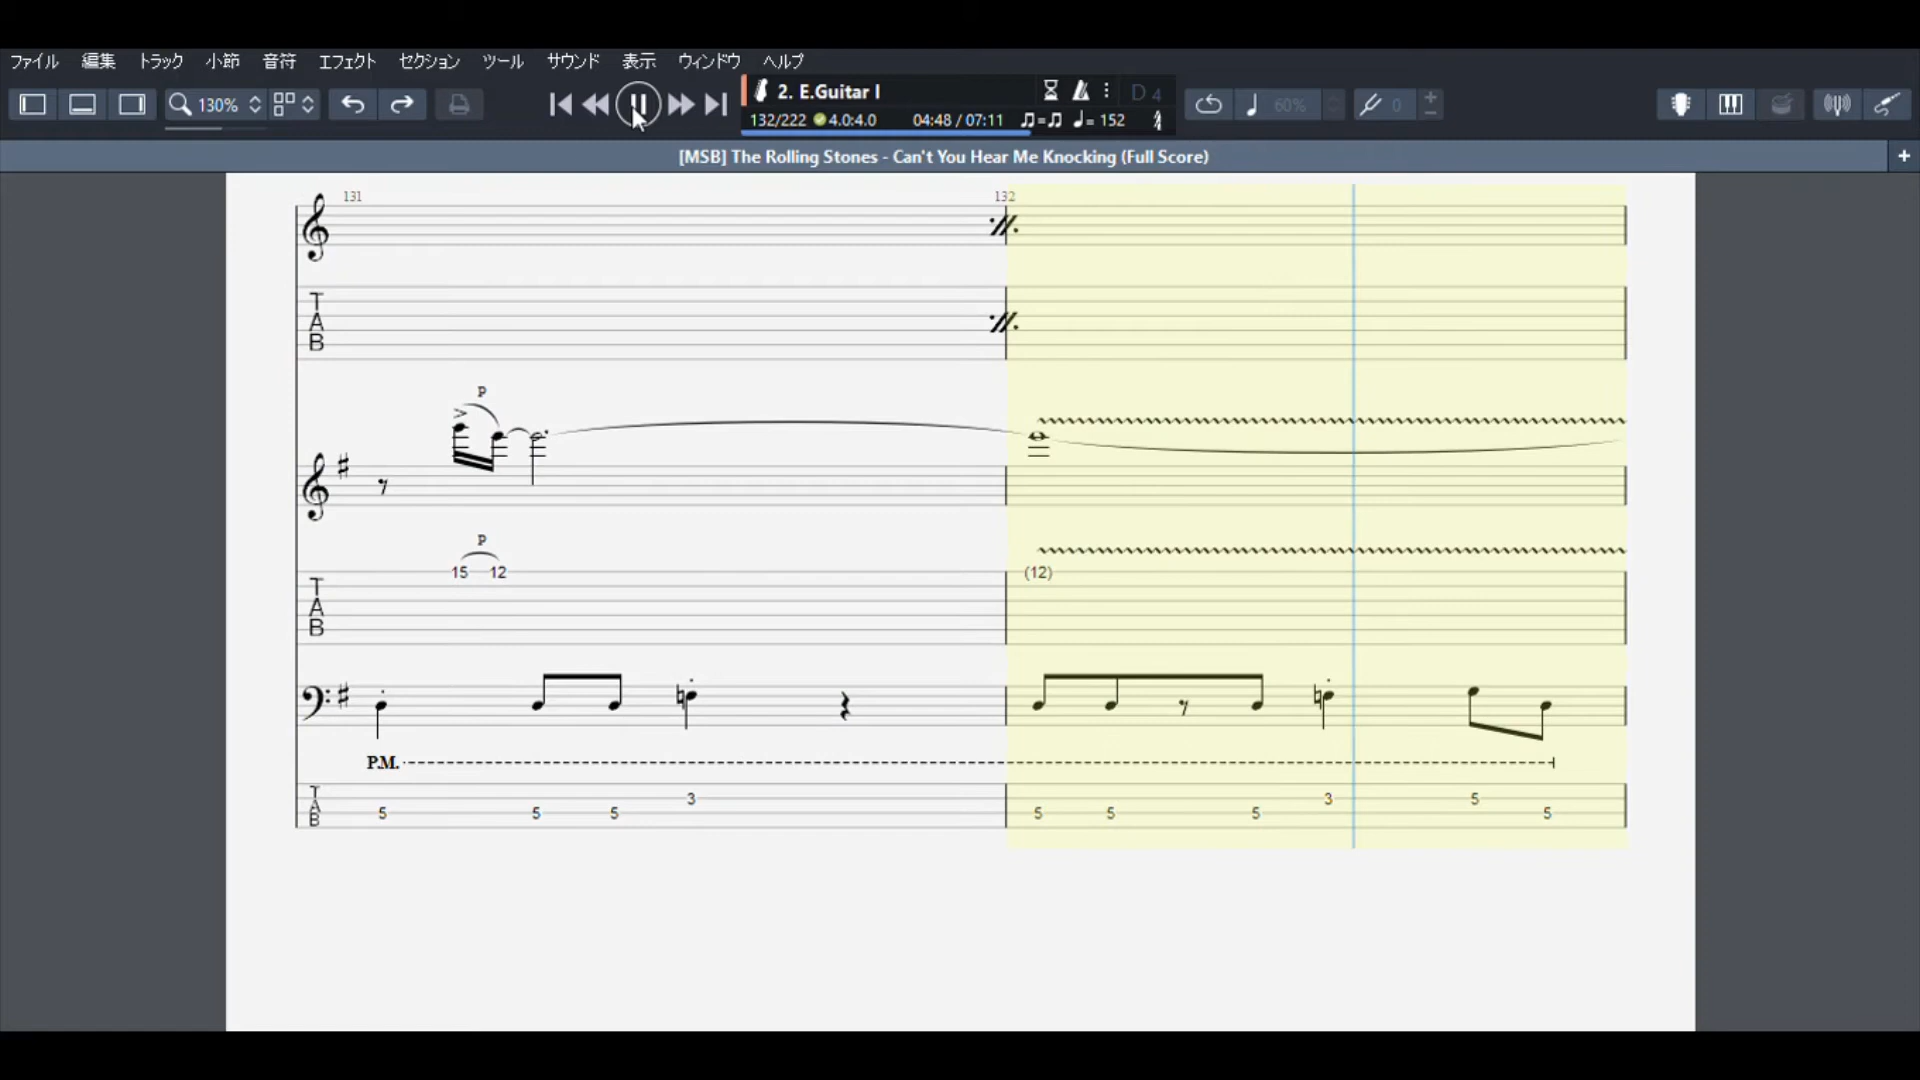 ファイル 編集 トラック 小節 音符 エフェクト セクション ツール サウンド 表示 ウィンドウ ヘルプ
130% 2. E.Guitar I D 4 60% 0
132/222 4.0:4.0 04:48 / 07:11 ♫=♫ ♩= 152
[MSB] The Rolling Stones - Can't You Hear Me Knocking (Full Score)
131 132
T
A
B
P
P
15 12 (12)
T
A
B
P.M.
T
A
B
3 3 5
5 5 5 5 5 5 5